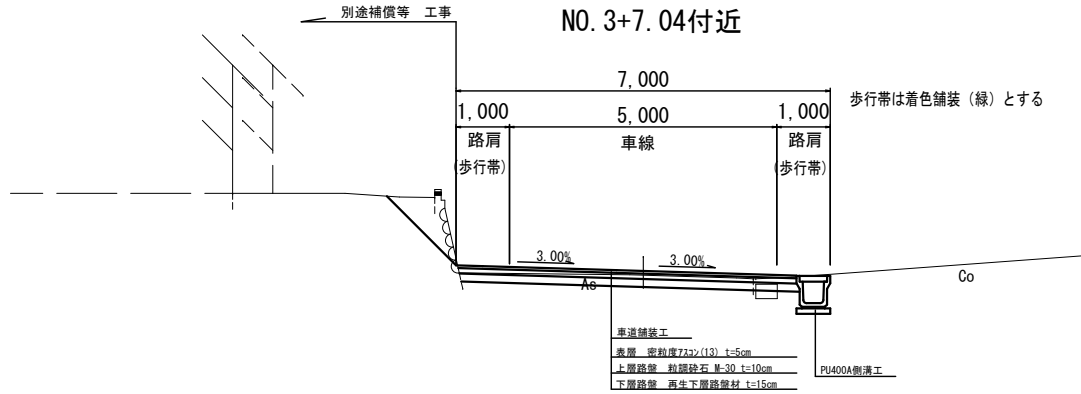 別途補償等 工事
NO.3+7.04付近
7,000
歩行帯は着色舗装（緑）とする
1,000
5,000
1,000
路肩
車線
路肩
(歩行帯)
(歩行帯)
3.00%
3.00%
As
Co
車道舗装工
表層 密粒度アスコン(13) t=5cm
上層路盤 粒調砕石 M-30 t=10cm
下層路盤 再生下層路盤材 t=15cm
PU400A側溝工